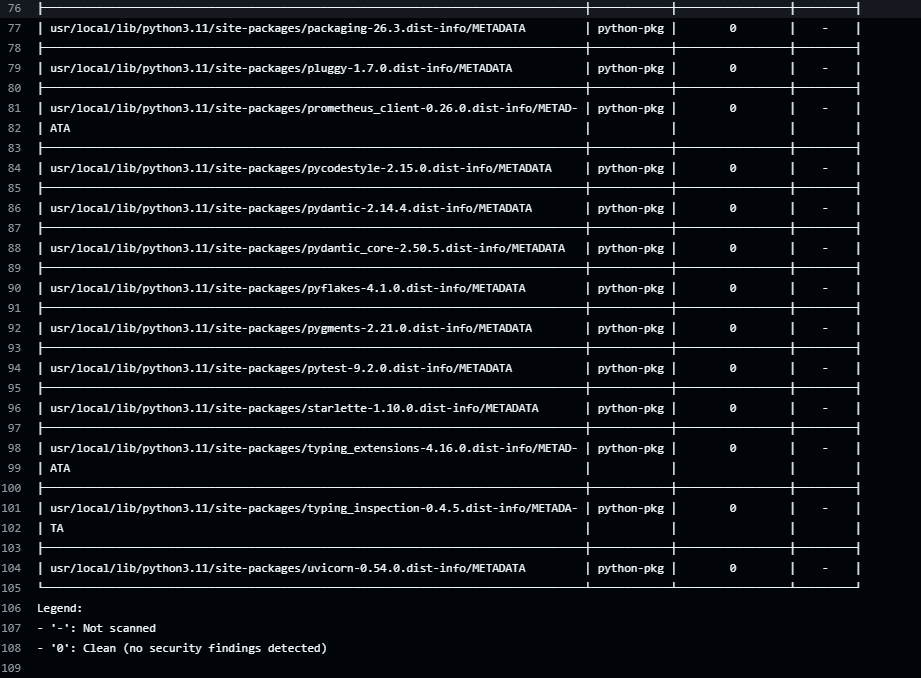 76
77 | usr/local/lib/python3.11/site-packages/packaging-26.3.dist-info/METADATA | python-pkg | 0 | - |
78
79 | usr/local/lib/python3.11/site-packages/pluggy-1.7.0.dist-info/METADATA | python-pkg | 0 | - |
80
81 | usr/local/lib/python3.11/site-packages/prometheus_client-0.26.0.dist-info/METAD- | python-pkg | 0 | - |
82 | ATA | | | |
83
84 | usr/local/lib/python3.11/site-packages/pycodestyle-2.15.0.dist-info/METADATA | python-pkg | 0 | - |
85
86 | usr/local/lib/python3.11/site-packages/pydantic-2.14.4.dist-info/METADATA | python-pkg | 0 | - |
87
88 | usr/local/lib/python3.11/site-packages/pydantic_core-2.50.5.dist-info/METADATA | python-pkg | 0 | - |
89
90 | usr/local/lib/python3.11/site-packages/pyflakes-4.1.0.dist-info/METADATA | python-pkg | 0 | - |
91
92 | usr/local/lib/python3.11/site-packages/pygments-2.21.0.dist-info/METADATA | python-pkg | 0 | - |
93
94 | usr/local/lib/python3.11/site-packages/pytest-9.2.0.dist-info/METADATA | python-pkg | 0 | - |
95
96 | usr/local/lib/python3.11/site-packages/starlette-1.10.0.dist-info/METADATA | python-pkg | 0 | - |
97
98 | usr/local/lib/python3.11/site-packages/typing_extensions-4.16.0.dist-info/METAD- | python-pkg | 0 | - |
99 | ATA | | | |
100
101 | usr/local/lib/python3.11/site-packages/typing_inspection-0.4.5.dist-info/METADA- | python-pkg | 0 | - |
102 | TA | | | |
103
104 | usr/local/lib/python3.11/site-packages/uvicorn-0.54.0.dist-info/METADATA | python-pkg | 0 | - |
105
106 Legend:
107 - '-': Not scanned
108 - '0': Clean (no security findings detected)
109